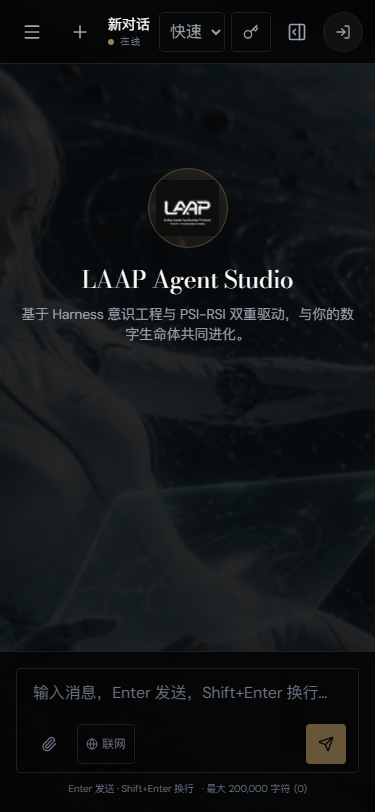 新对话
在线
快速
LAAP
LAAP Agent Studio
基于 Harness 意识工程与 PSI-RSI 双重驱动，与你的数
字生命体共同进化。
输入消息，Enter 发送，Shift+Enter 换行...
联网
Enter 发送 · Shift+Enter 换行 · 最大 200,000 字符 (0)